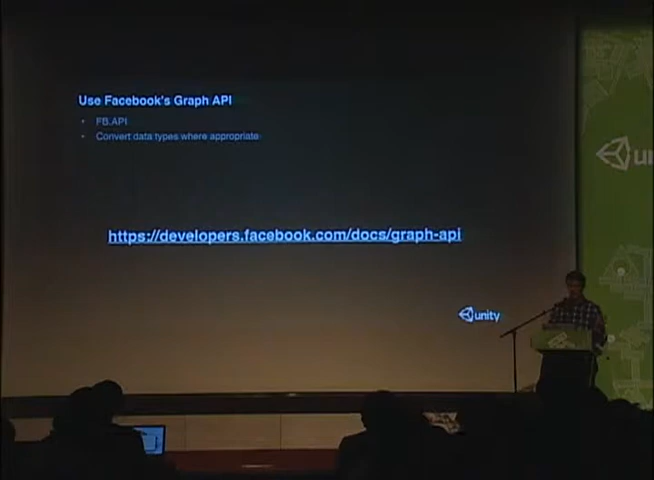 Use Facebook's Graph API
FB.API
Convert data types where appropriate
https://developers.facebook.com/docs/graph-api
unity